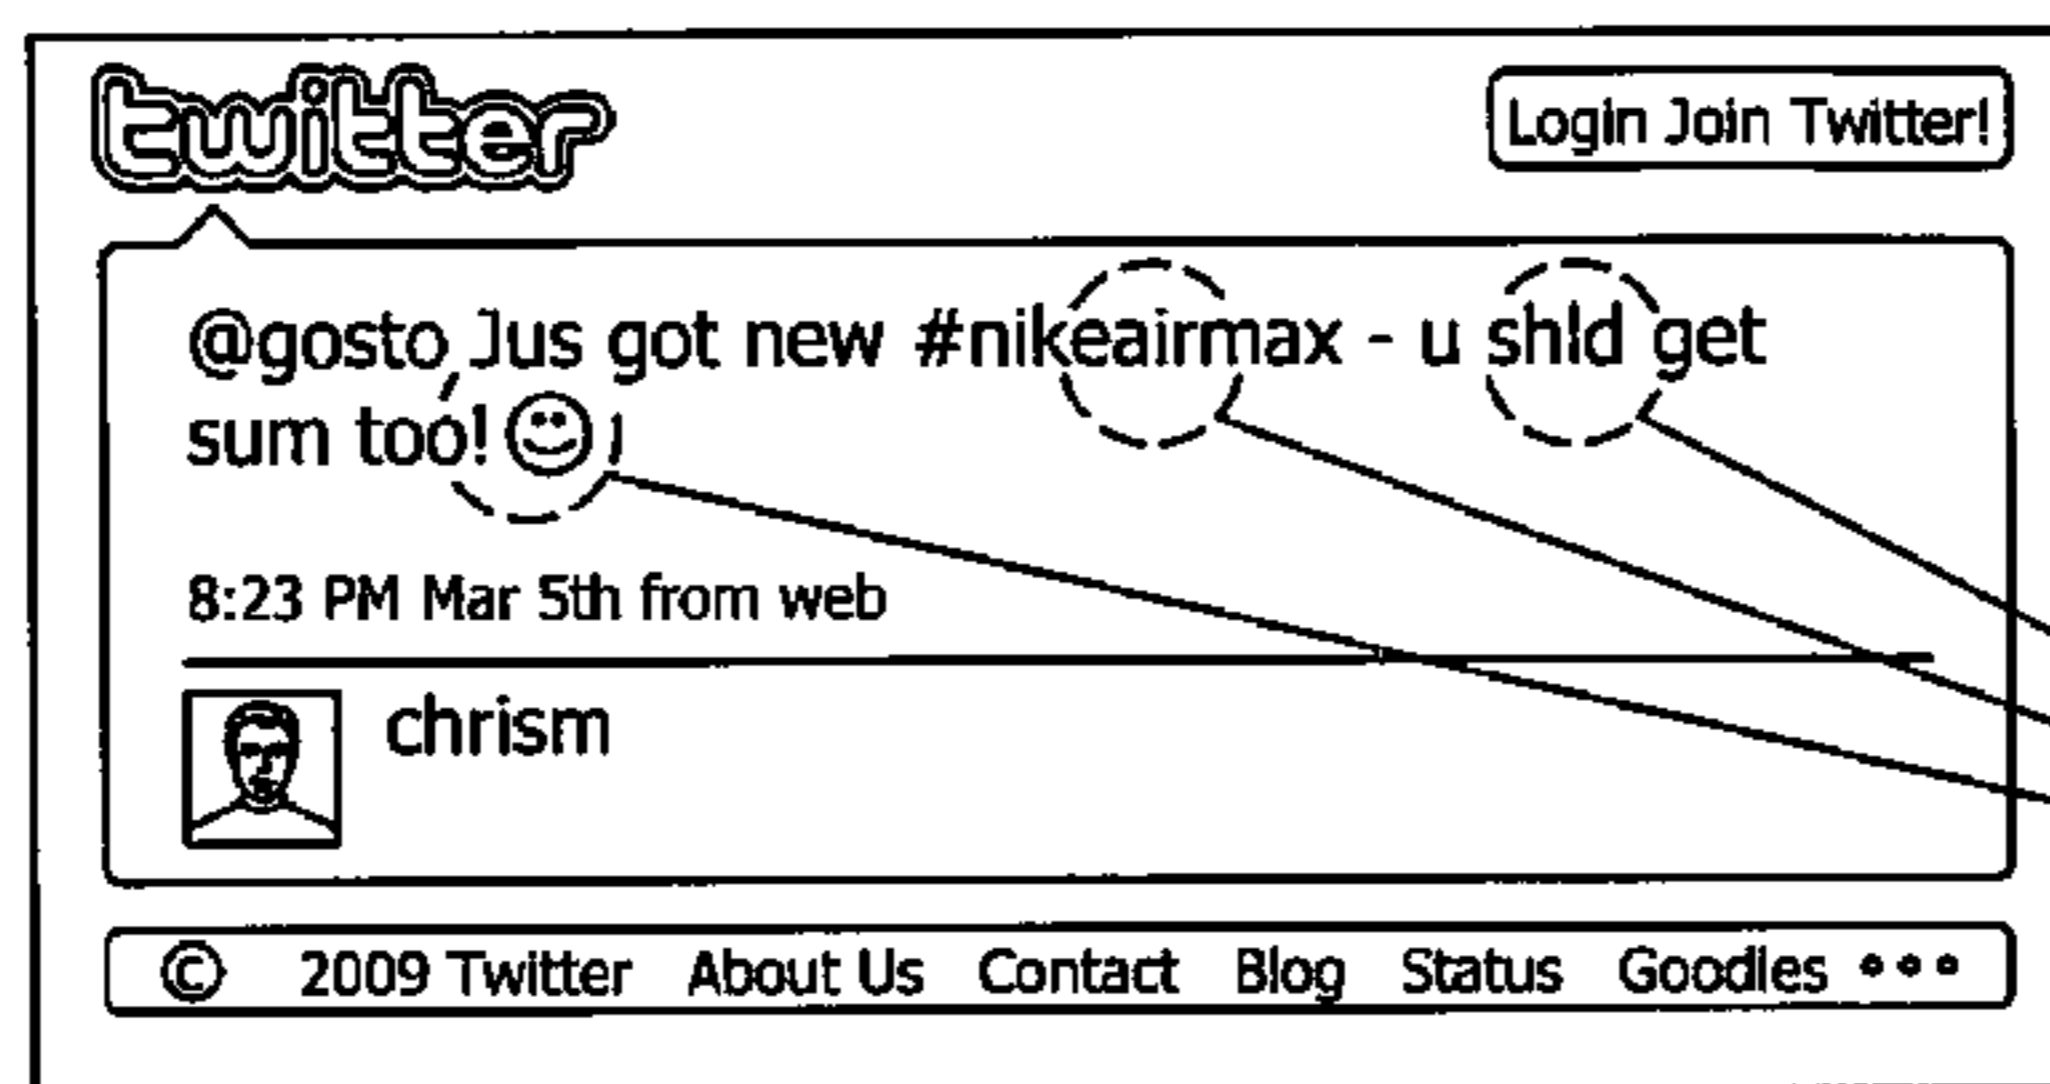 twitter
Login Join Twitter!
@gosto Jus got new #nikeairmax - u shld get
sum too! ☺
8:23 PM Mar 5th from web
chrism
© 2009 Twitter About Us Contact Blog Status Goodies •••